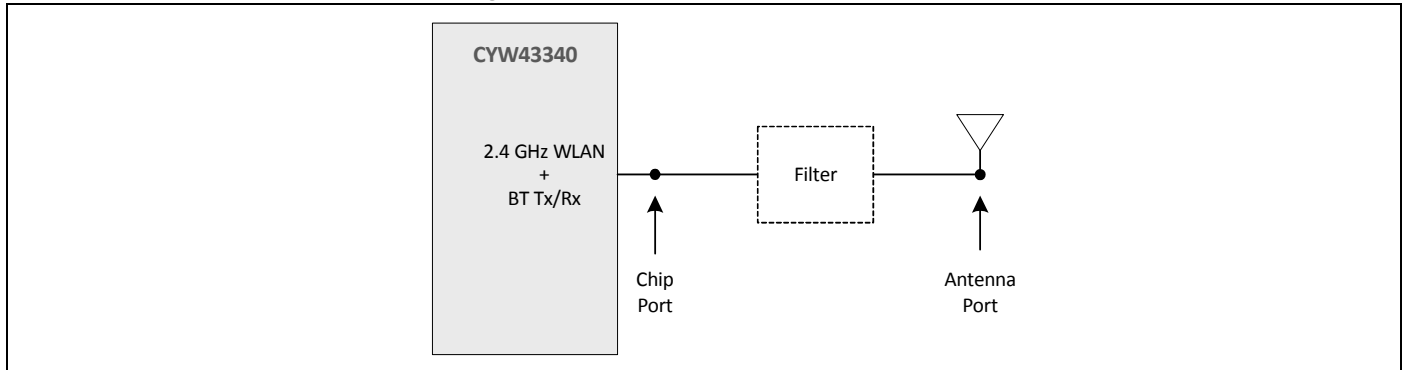 CYW43340
2.4 GHz WLAN
+
BT Tx/Rx
Filter
Chip
Port
Antenna
Port